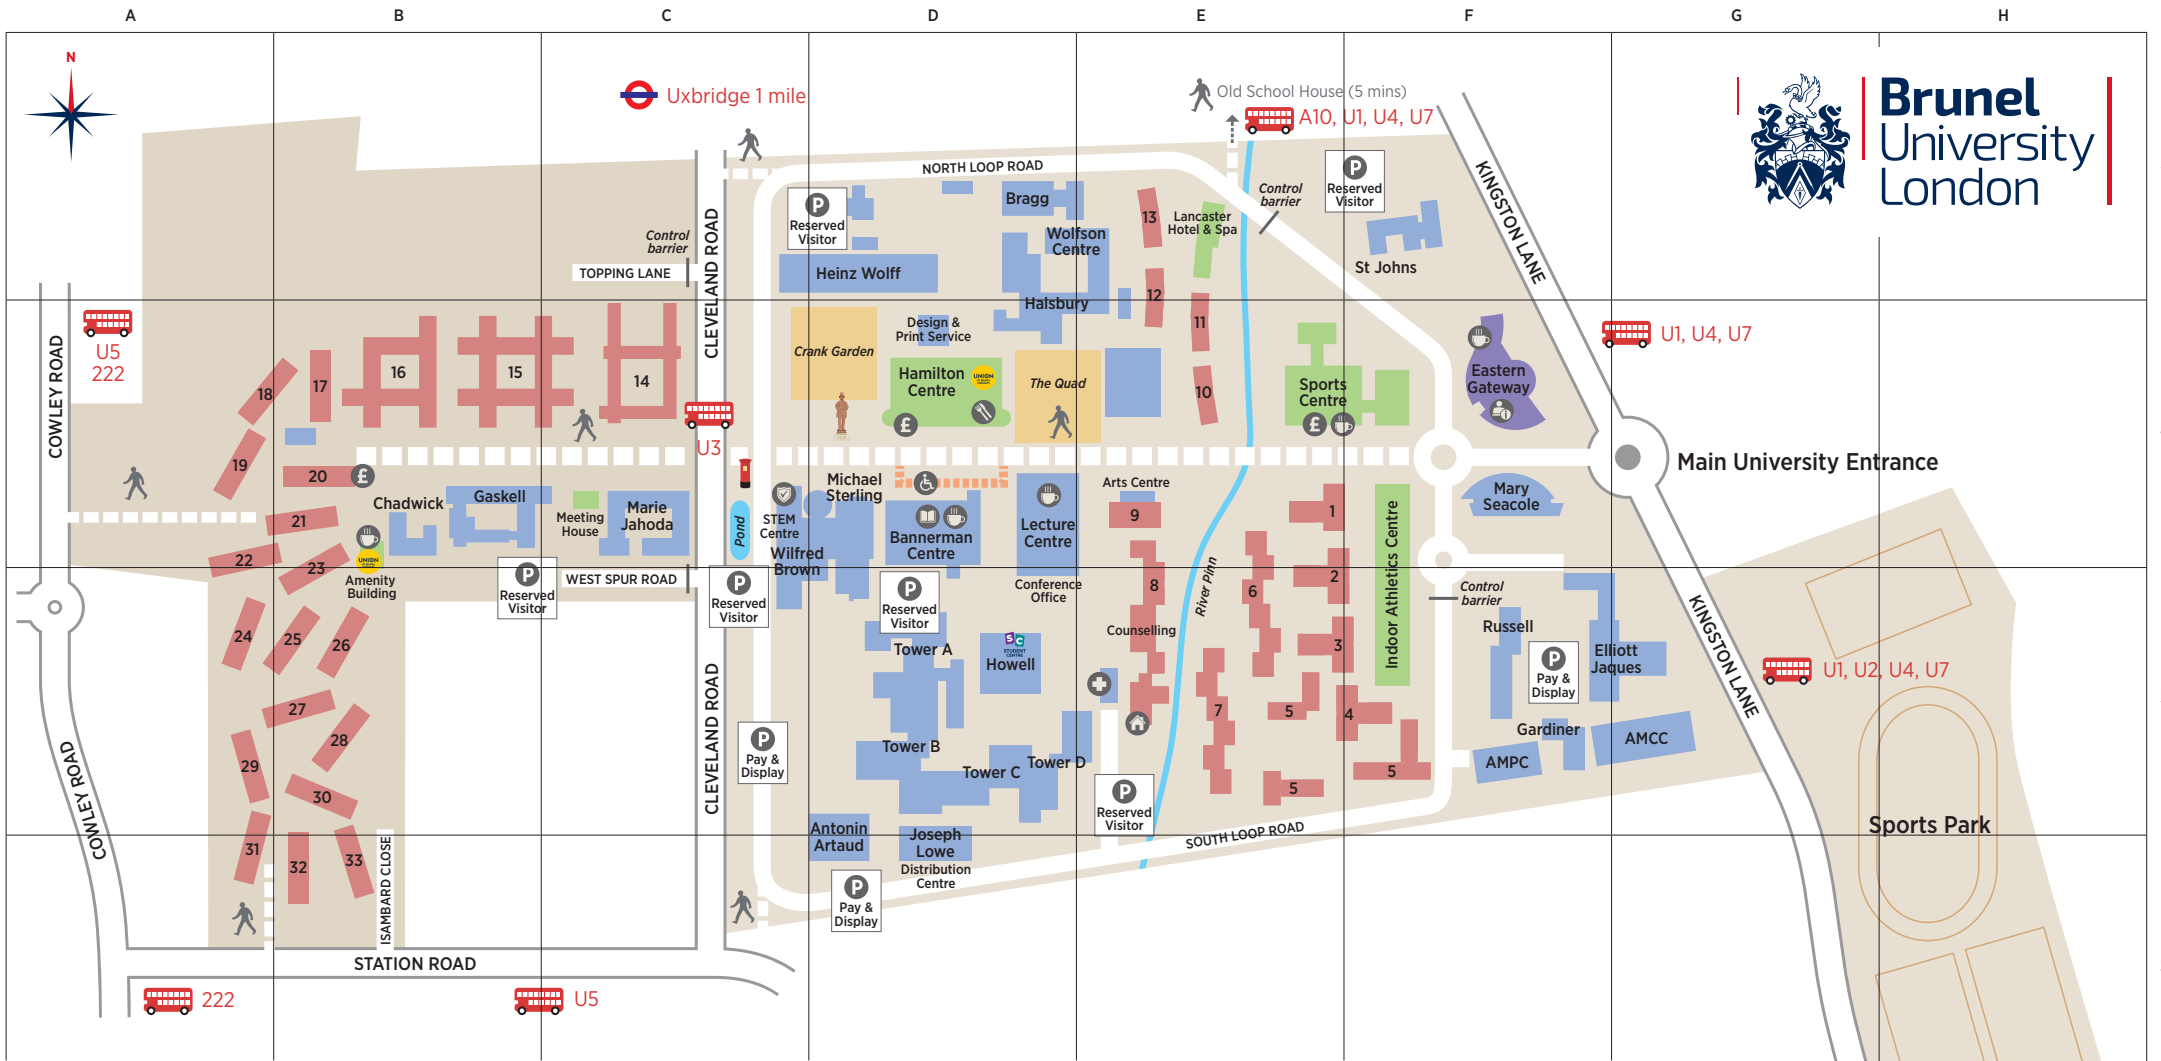 A
B
C
D
E
F
G
H
N
Uxbridge 1 mile
Old School House (5 mins)
A10, U1, U4, U7
Brunel
University
London
NORTH LOOP ROAD
KINGSTON LANE
Control
barrier
P
Reserved
Visitor
Bragg
13
Lancaster
Hotel & Spa
P
Reserved
Visitor
Control
barrier
TOPPING LANE
CLEVELAND ROAD
Wolfson
Centre
Heinz Wolff
St Johns
12
Halsbury
COWLEY ROAD
U5
222
Design &
Print Service
11
U1, U4, U7
Crank Garden
18
17
16
15
14
Hamilton
Centre
UNION
The Quad
10
Sports
Centre
£
Eastern
Gateway
£
U3
Main University Entrance
19
20
£
Chadwick
Gaskell
Michael
Sterling
Arts Centre
Mary
Seacole
21
Meeting
House
Marie
Jahoda
Pond
STEM
Centre
Bannerman
Centre
Lecture
Centre
9
1
22
23
UNION
Amenity
Building
Wilfred
Brown
P
Reserved
Visitor
WEST SPUR ROAD
P
Reserved
Visitor
P
Reserved
Visitor
Conference
Office
8
River Pinn
6
2
Indoor Athletics Centre
Control
barrier
24
25
26
Counselling
3
Russell
Elliott
Jaques
KINGSTON LANE
Tower A
SC
STUDENT
CENTRE
Howell
P
Pay &
Display
U1, U2, U4, U7
27
28
7
5
4
CLEVELAND ROAD
P
Pay &
Display
Tower B
Tower C
Tower D
Gardiner
AMCC
AMPC
29
30
COWLEY ROAD
P
Reserved
Visitor
5
5
Antonin
Artaud
Joseph
Lowe
Distribution
Centre
SOUTH LOOP ROAD
Sports Park
31
32
33
ISAMBARD CLOSE
P
Pay &
Display
STATION ROAD
222
U5